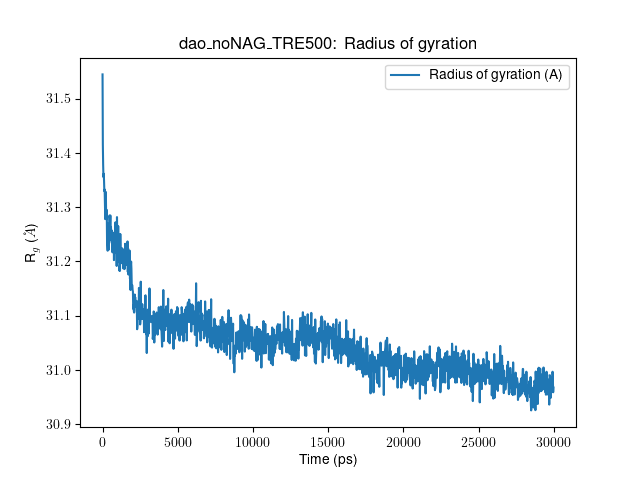 dao_noNAG_TRE500: Radius of gyration
Radius of gyration (A)
31.5
31.4
31.3
31.2
31.1
31.0
30.9
R_g (Å)
0 5000 10000 15000 20000 25000 30000
Time (ps)